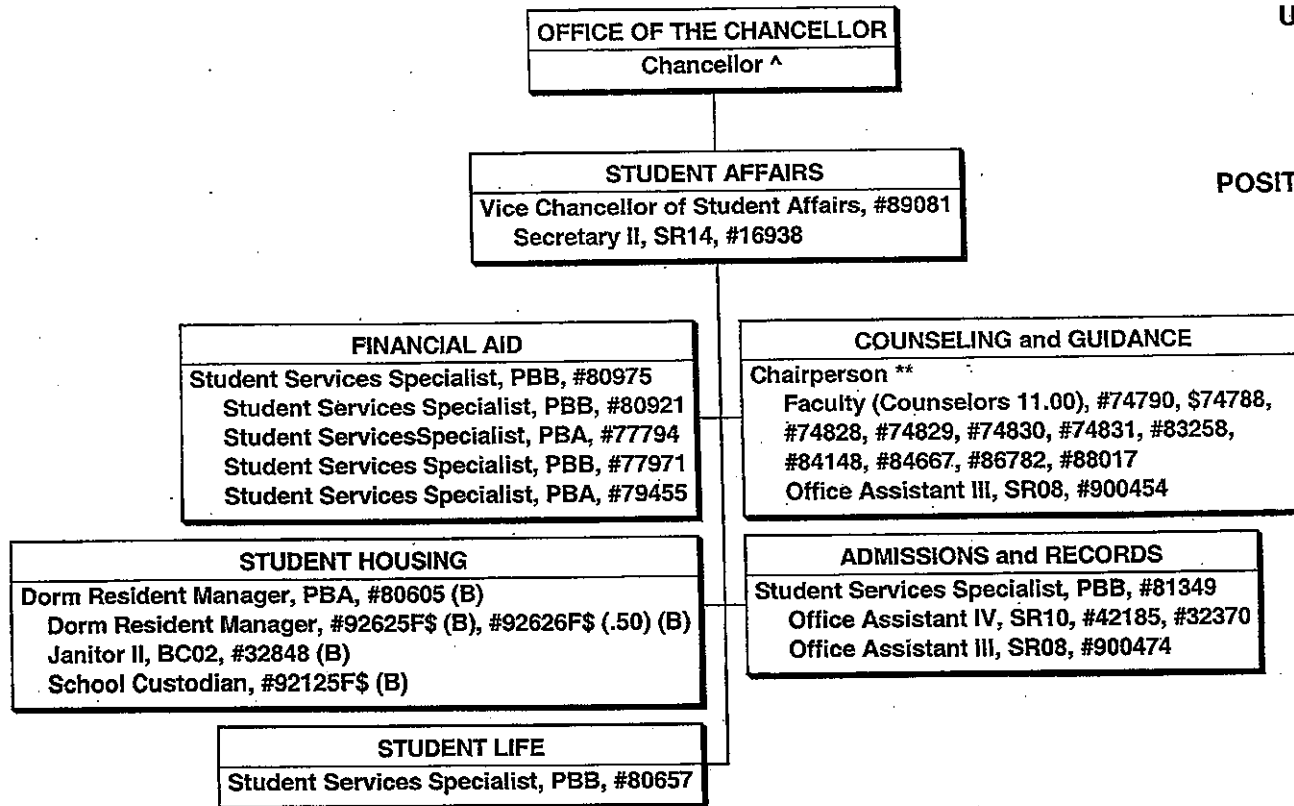 U
OFFICE OF THE CHANCELLOR
Chancellor ^
POSIT
STUDENT AFFAIRS
Vice Chancellor of Student Affairs, #89081
Secretary II, SR14, #16938
FINANCIAL AID
Student Services Specialist, PBB, #80975
Student Services Specialist, PBB, #80921
Student ServicesSpecialist, PBA, #77794
Student Services Specialist, PBB, #77971
Student Services Specialist, PBA, #79455
COUNSELING and GUIDANCE
Chairperson **
Faculty (Counselors 11.00), #74790, $74788,
#74828, #74829, #74830, #74831, #83258,
#84148, #84667, #86782, #88017
Office Assistant III, SR08, #900454
STUDENT HOUSING
Dorm Resident Manager, PBA, #80605 (B)
Dorm Resident Manager, #92625F$ (B), #92626F$ (.50) (B)
Janitor II, BC02, #32848 (B)
School Custodian, #92125F$ (B)
ADMISSIONS and RECORDS
Student Services Specialist, PBB, #81349
Office Assistant IV, SR10, #42185, #32370
Office Assistant III, SR08, #900474
STUDENT LIFE
Student Services Specialist, PBB, #80657